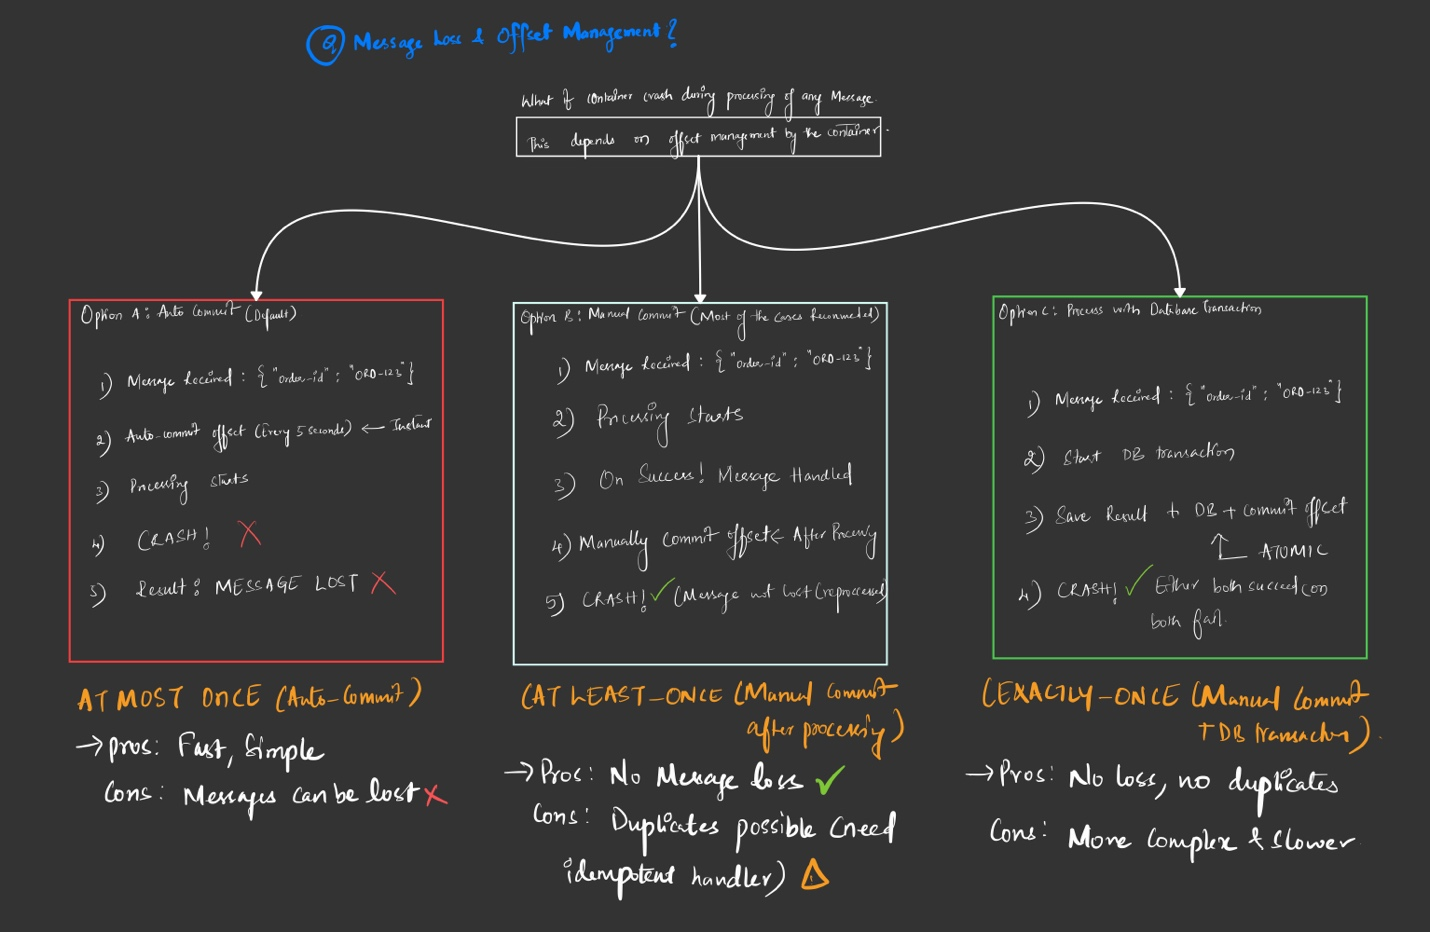 Q) Message Loss & Offset Management?
What if container crash during processing of any Message.
This depends on offset management by the container.
Option A: Auto Commit (Default)
1) Message Received: {"order-id": "ORD-123"}
2) Auto-commit offset (Every 5 seconds) ← Instant
3) Processing starts
4) CRASH! X
5) Result: MESSAGE LOST X
AT MOST ONCE (Auto-Commit)
→ pros: Fast, Simple
Cons: Messages can be lost X
Option B: Manual Commit (Most of the Cases Recommeded)
1) Message Received: {"order-id": "ORD-123"}
2) Processing Starts
3) On Success! Message Handled
4) Manually Commit offset ← After Processing
5) CRASH! ✓ (Message not lost (reprocessed)
(AT LEAST-ONCE (Manual Commit
after processing)
→ Pros: No Message loss ✓
Cons: Duplicates possible (need
idempotent handler) ⚠
Option C: Process with Database Transaction
1) Message Received: {"order-id": "ORD-123"}
2) Start DB transaction
3) Save Result + DB + commit offset
↑ ATOMIC
4) CRASH! ✓ Either both succeed (on
both fail.
(EXACTLY-ONCE (Manual Commit
+ DB transaction).
→ Pros: No Loss, no duplicates
Cons: More Complex & Slower.